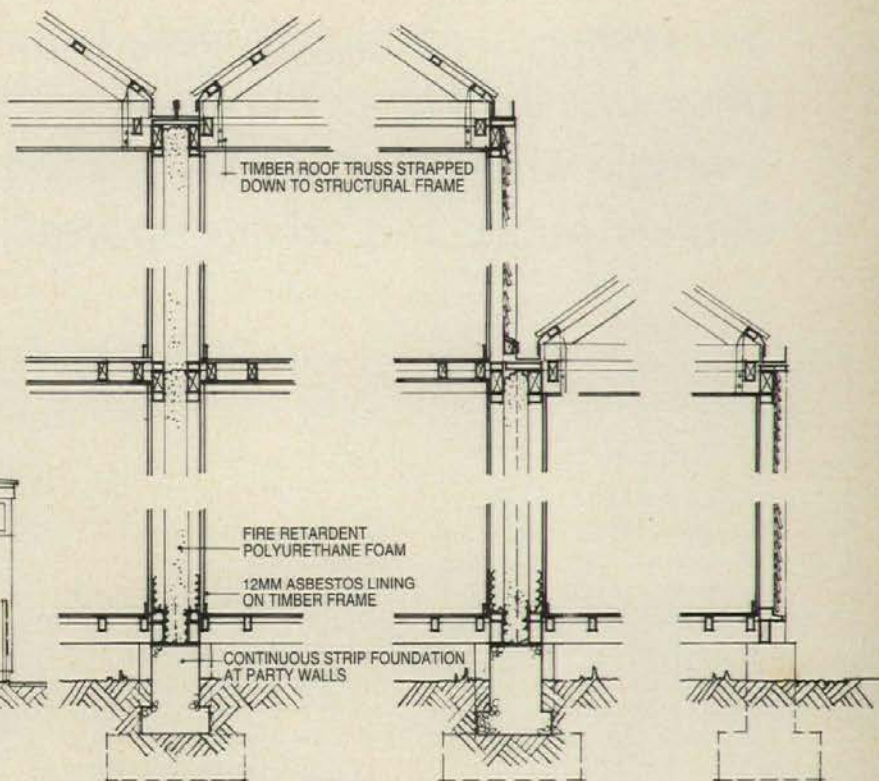 TIMBER ROOF TRUSS STRAPPED
DOWN TO STRUCTURAL FRAME
FIRE RETARDENT
POLYURETHANE FOAM
12MM ASBESTOS LINING
ON TIMBER FRAME
CONTINUOUS STRIP FOUNDATION
AT PARTY WALLS